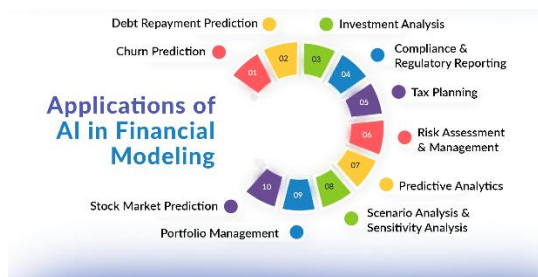 Applications of
AI in Financial
Modeling
Churn Prediction
01
Debt Repayment Prediction
02
Investment Analysis
03
Compliance &
Regulatory Reporting
04
Tax Planning
05
Risk Assessment
& Management
06
Predictive Analytics
07
Scenario Analysis &
Sensitivity Analysis
08
Portfolio Management
09
Stock Market Prediction
10